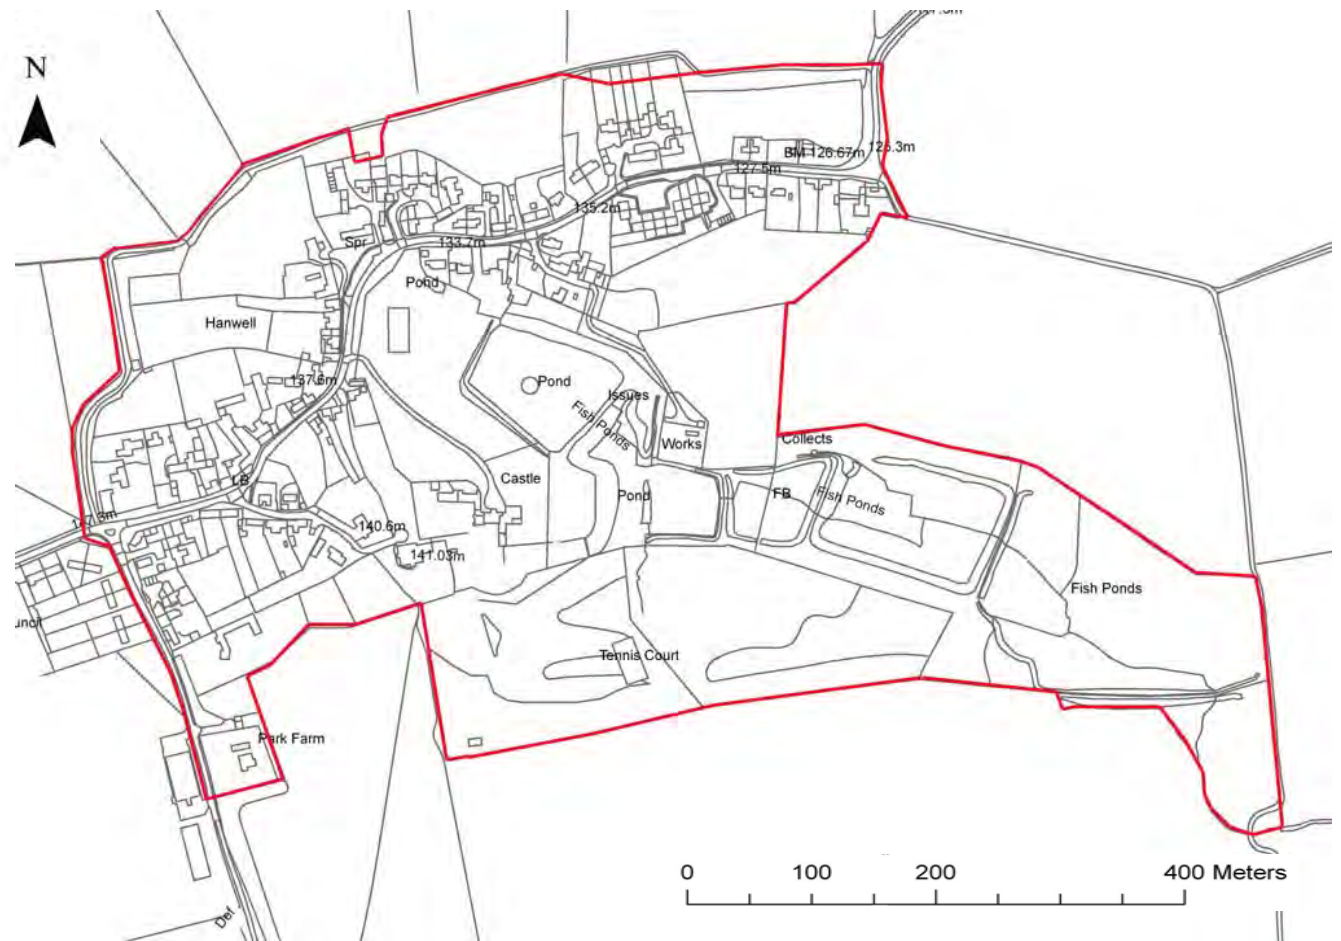 N
BM 126.67m
127.5m
135.2m
Spr
133.7m
Pond
Hanwell
137.6m
Pond
Issues
Fish Ponds
Works
Collects
Castle
LB
Pond
FB
Fish Ponds
140.6m
141.03m
Fish Ponds
Tennis Court
Park Farm
Def
0 100 200 400 Meters